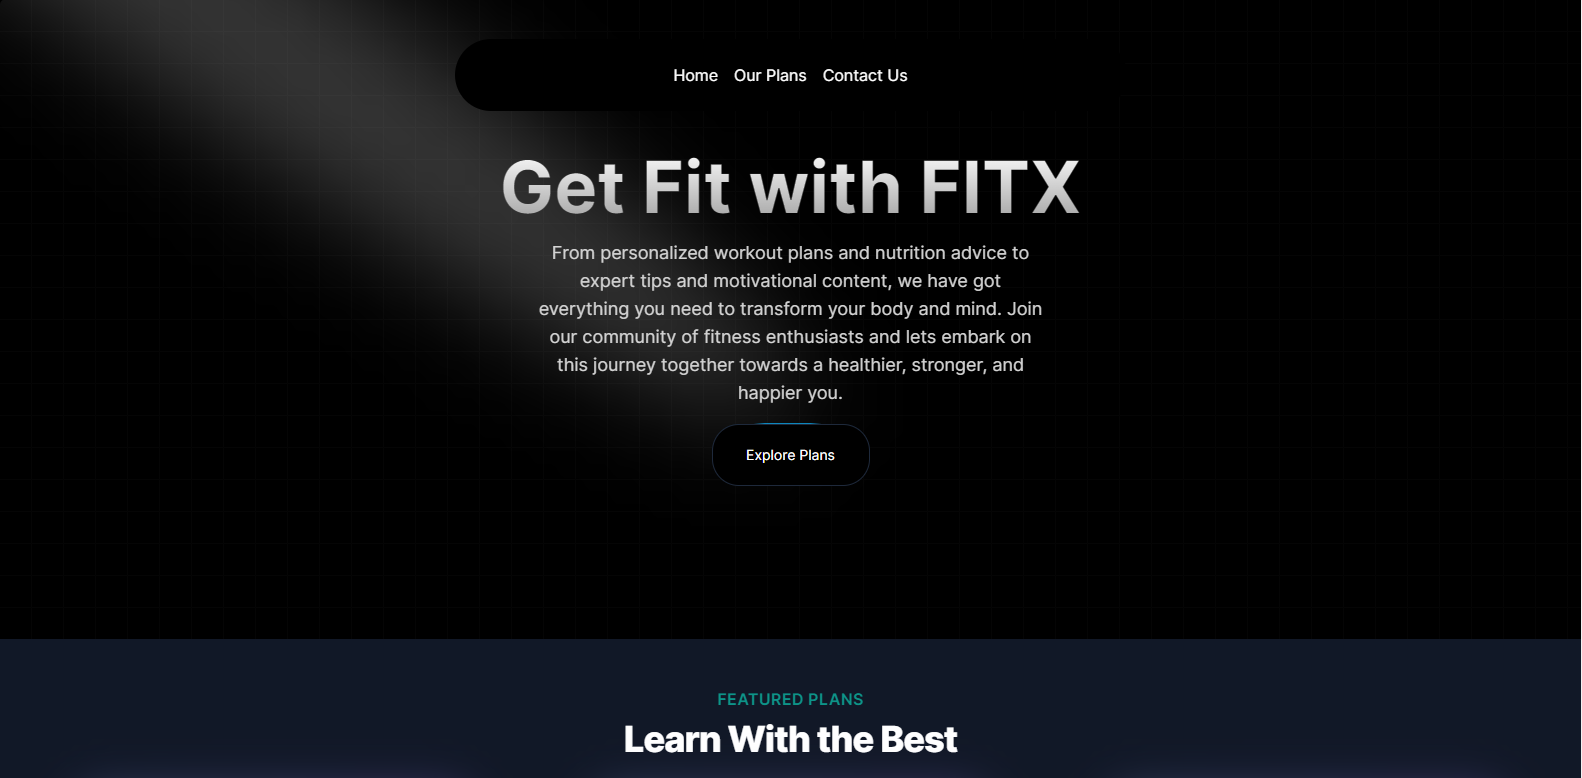 Home Our Plans Contact Us
Get Fit with FITX
From personalized workout plans and nutrition advice to
expert tips and motivational content, we have got
everything you need to transform your body and mind. Join
our community of fitness enthusiasts and lets embark on
this journey together towards a healthier, stronger, and
happier you.
Explore Plans
FEATURED PLANS
Learn With the Best